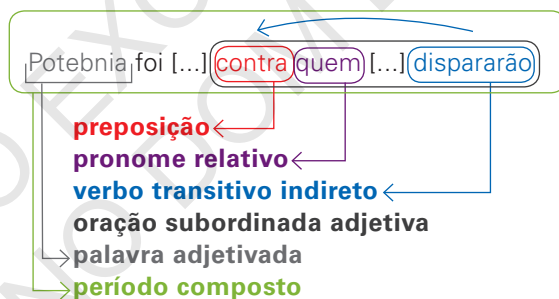 Potebnia foi [...] contra quem [...] dispararão
preposição
pronome relativo
verbo transitivo indireto
oração subordinada adjetiva
palavra adjetivada
período composto